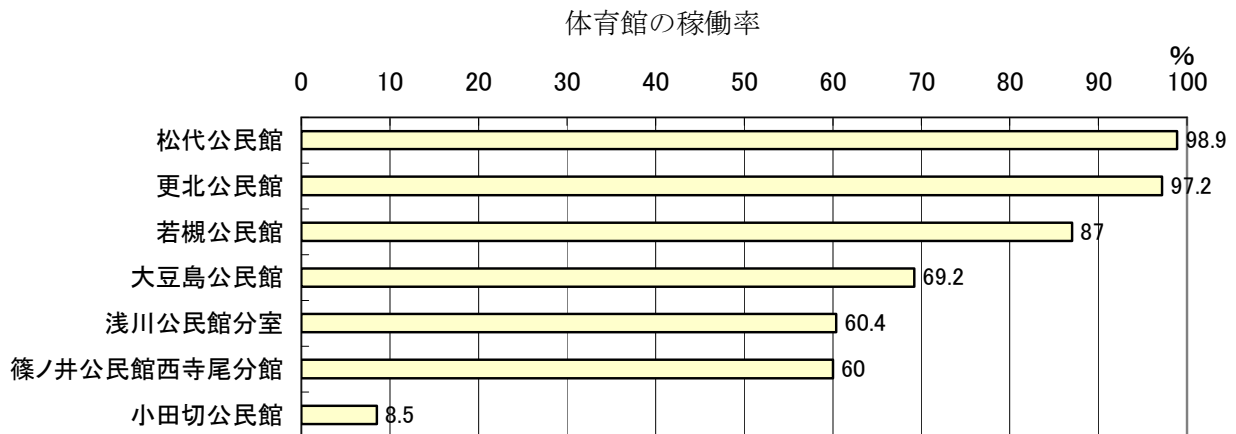 体育館の稼働率
%
0 10 20 30 40 50 60 70 80 90 100
松代公民館 98.9
更北公民館 97.2
若槻公民館 87
大豆島公民館 69.2
浅川公民館分室 60.4
篠ノ井公民館西寺尾分館 60
小田切公民館 8.5